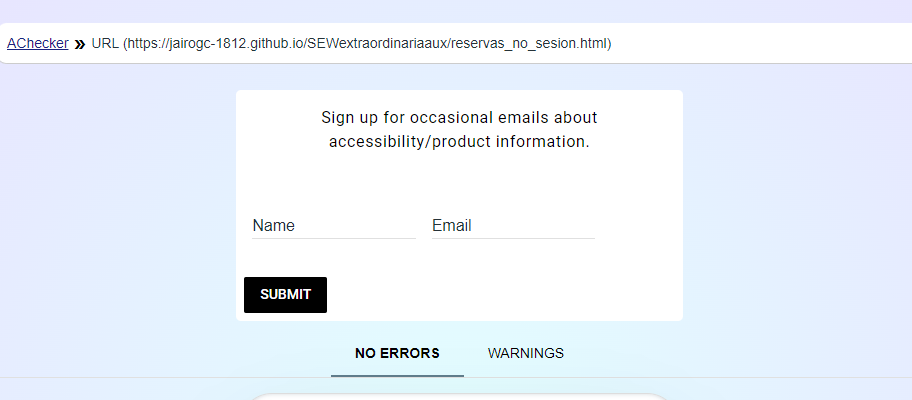 AChecker » URL (https://jairogc-1812.github.io/SEWextraordinariaaux/reservas_no_sesion.html)
Sign up for occasional emails about
accessibility/product information.
Name Email
SUBMIT
NO ERRORS WARNINGS